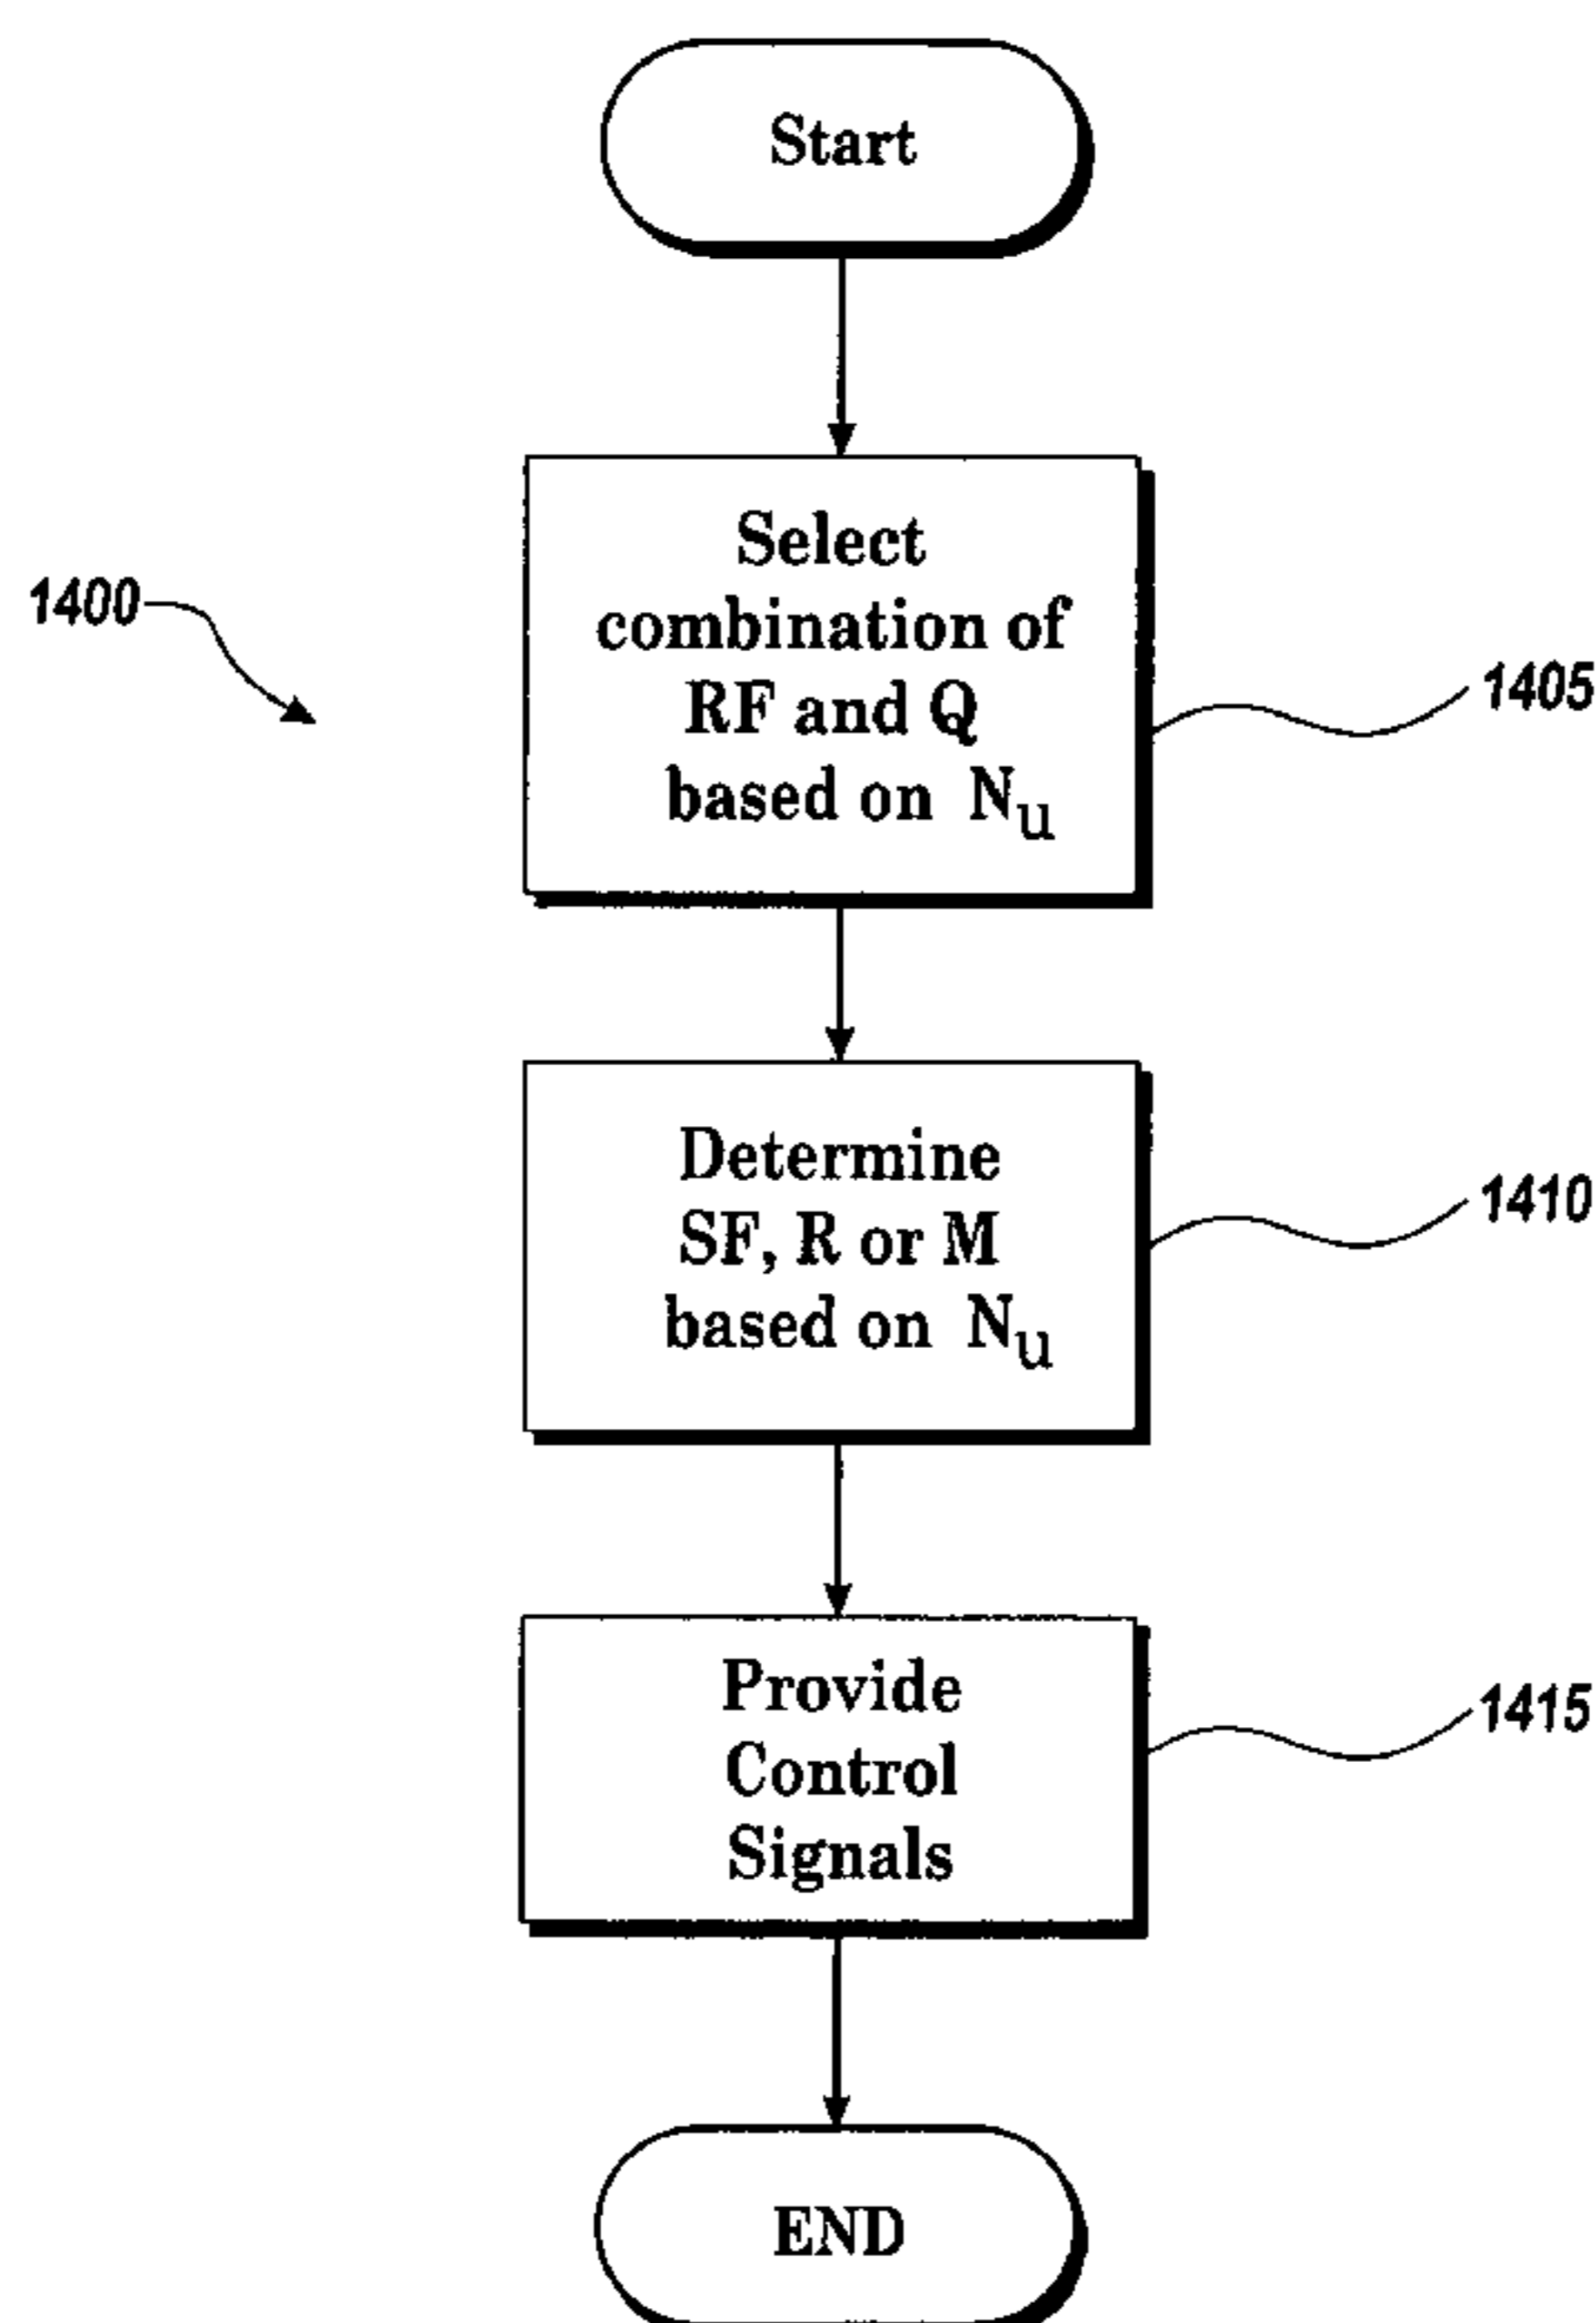 Start
Select
combination of
RF and Q
based on Nu
1400
1405
Determine
SF, R or M
based on Nu
1410
Provide
Control
Signals
1415
END